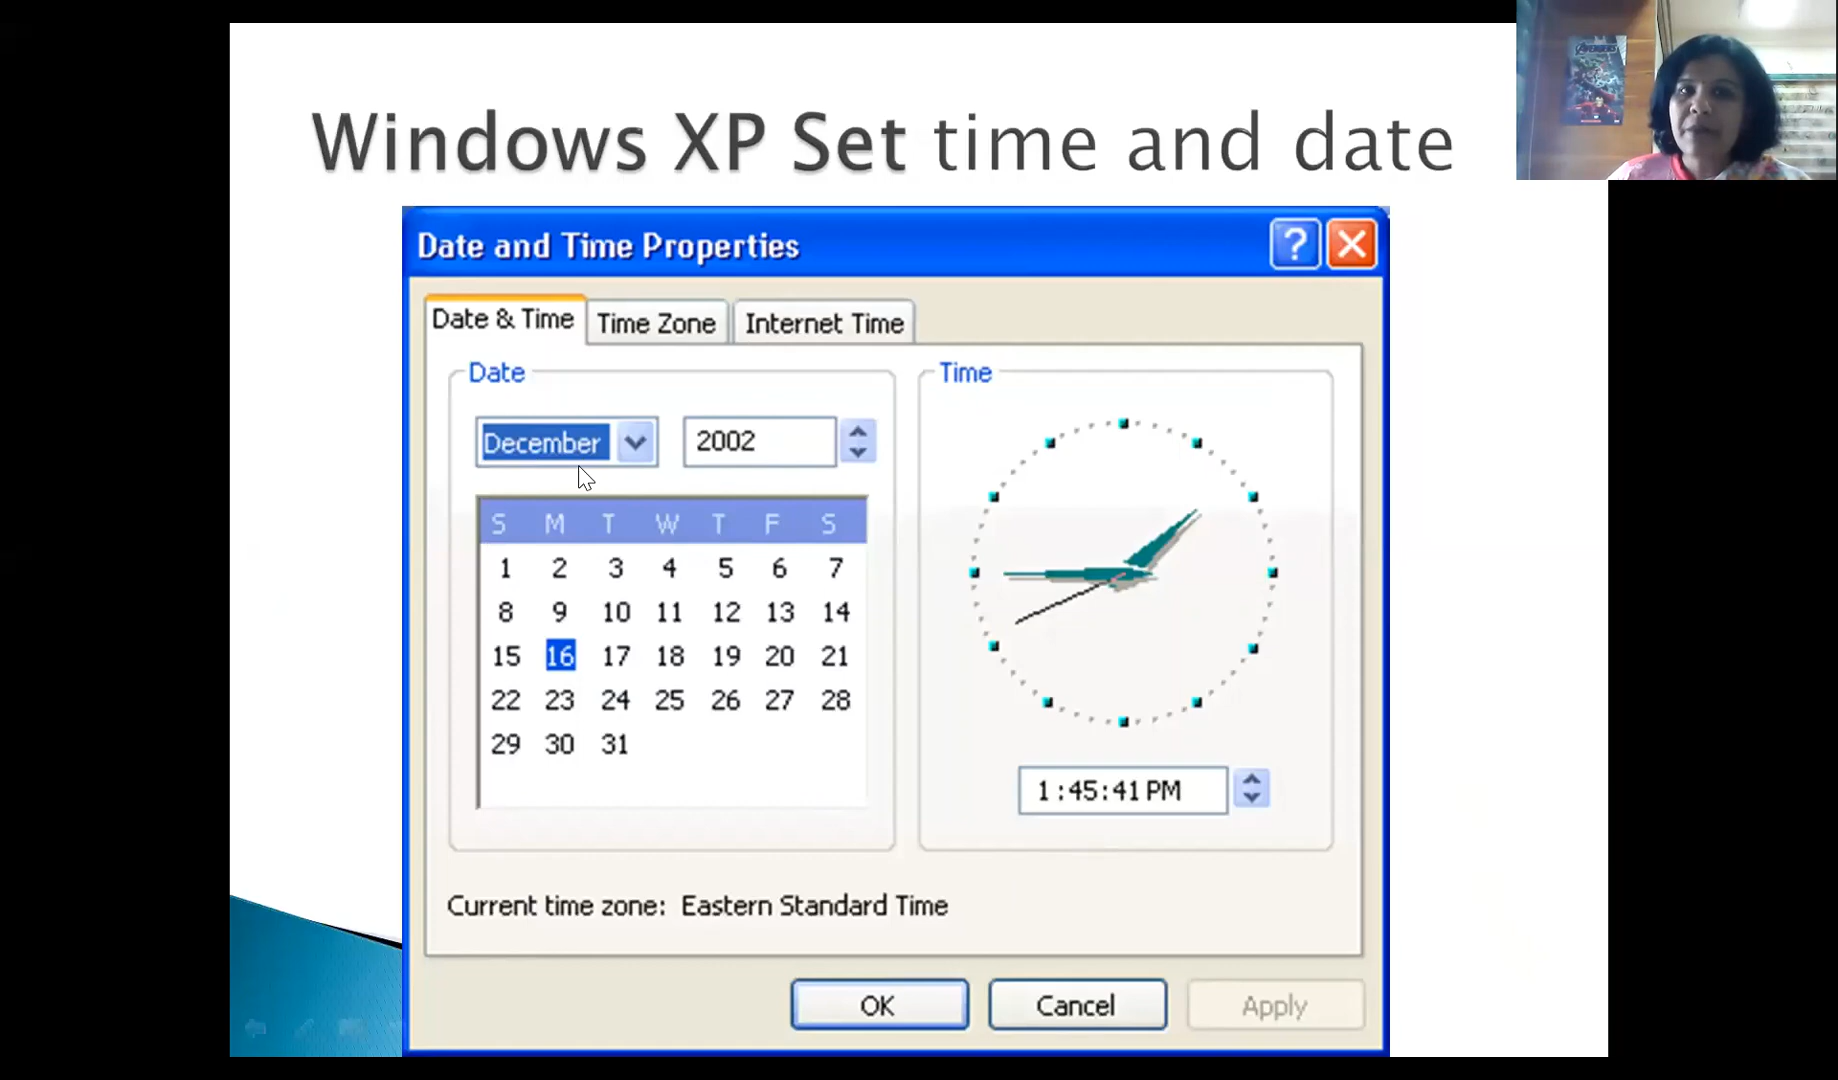 Windows XP Set time and date
AVENGERS
Date and Time Properties
Date & Time Time Zone Internet Time
Date Time
December 2002
S M T W T F S
1 2 3 4 5 6 7
8 9 10 11 12 13 14
15 16 17 18 19 20 21
22 23 24 25 26 27 28
29 30 31
1:45:41 PM
Current time zone: Eastern Standard Time
OK Cancel Apply